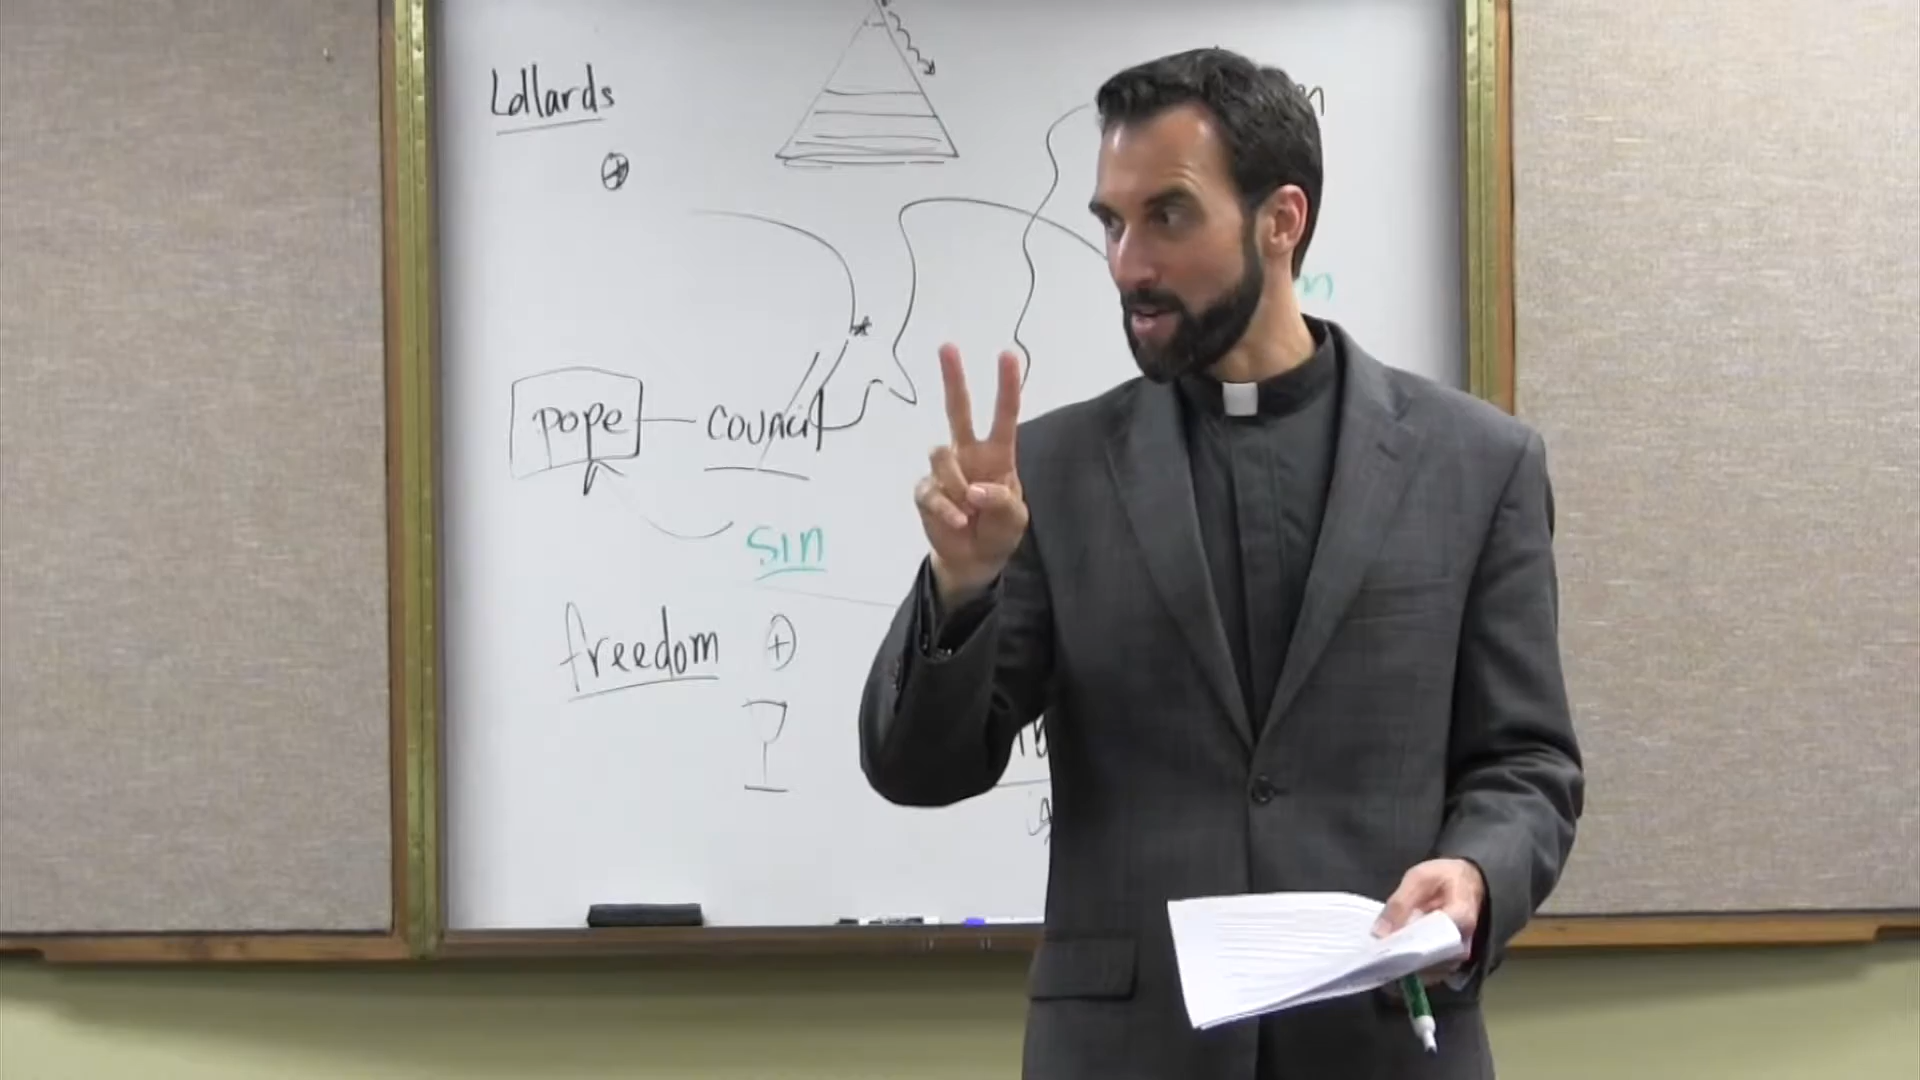 Lollards
pope
council
sin
freedom